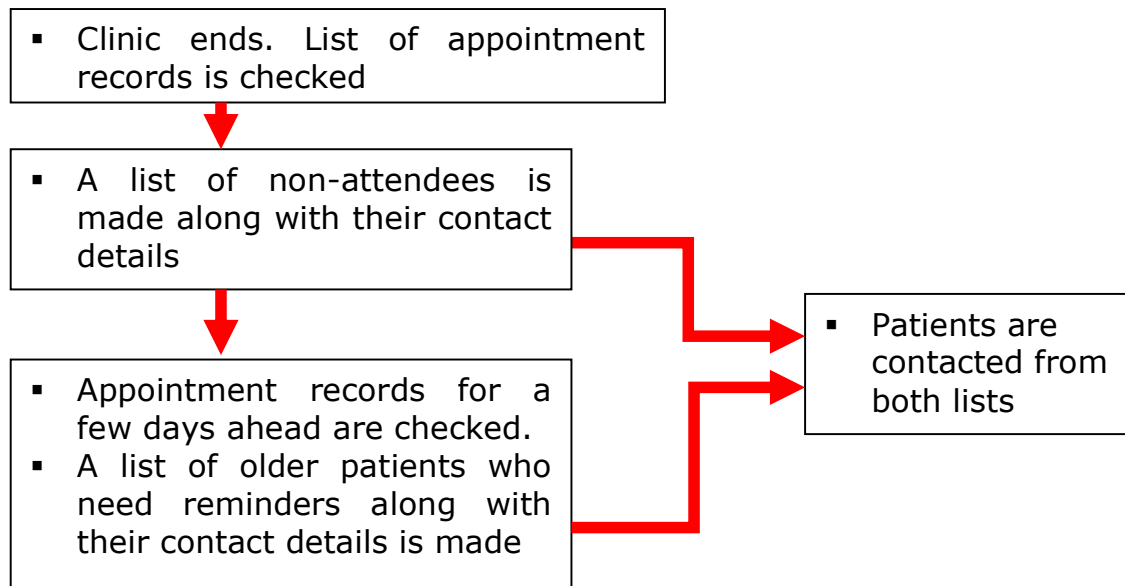 ▪ Clinic ends. List of appointment
records is checked
▪ A list of non-attendees is
made along with their contact
details
▪ Appointment records for a
few days ahead are checked.
▪ A list of older patients who
need reminders along with
their contact details is made
▪ Patients are
contacted from
both lists